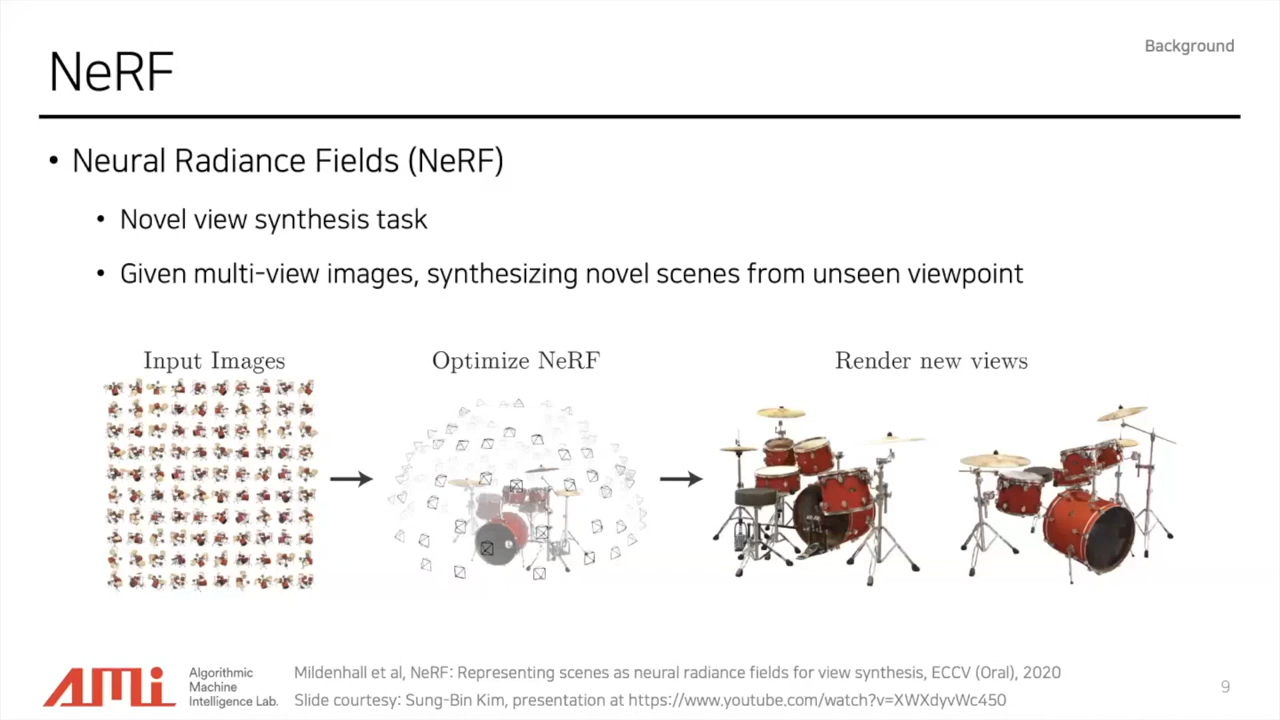 Background
NeRF
• Neural Radiance Fields (NeRF)
• Novel view synthesis task
• Given multi-view images, synthesizing novel scenes from unseen viewpoint
Input Images
Optimize NeRF
Render new views
AMi
Algorithmic
Machine
Intelligence Lab.
Mildenhall et al, NeRF: Representing scenes as neural radiance fields for view synthesis, ECCV (Oral), 2020
Slide courtesy: Sung-Bin Kim, presentation at https://www.youtube.com/watch?v=XWXdyvWc450
9